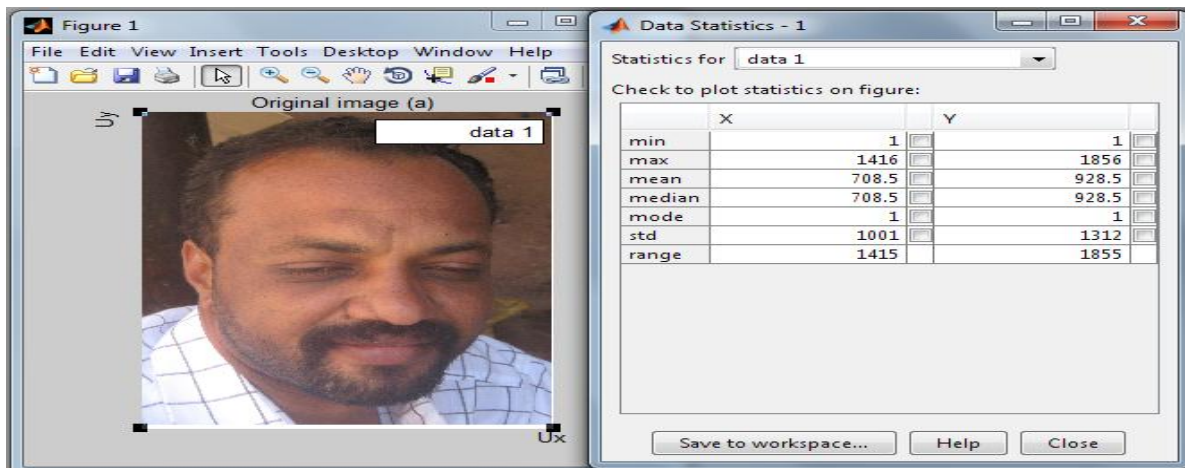 Figure 1
File Edit View Insert Tools Desktop Window Help
Original image (a)
data 1
Uy
Ux
Data Statistics - 1
Statistics for data 1
Check to plot statistics on figure:
X Y
min 1 1
max 1416 1856
mean 708.5 928.5
median 708.5 928.5
mode 1 1
std 1001 1312
range 1415 1855
Save to workspace... Help Close